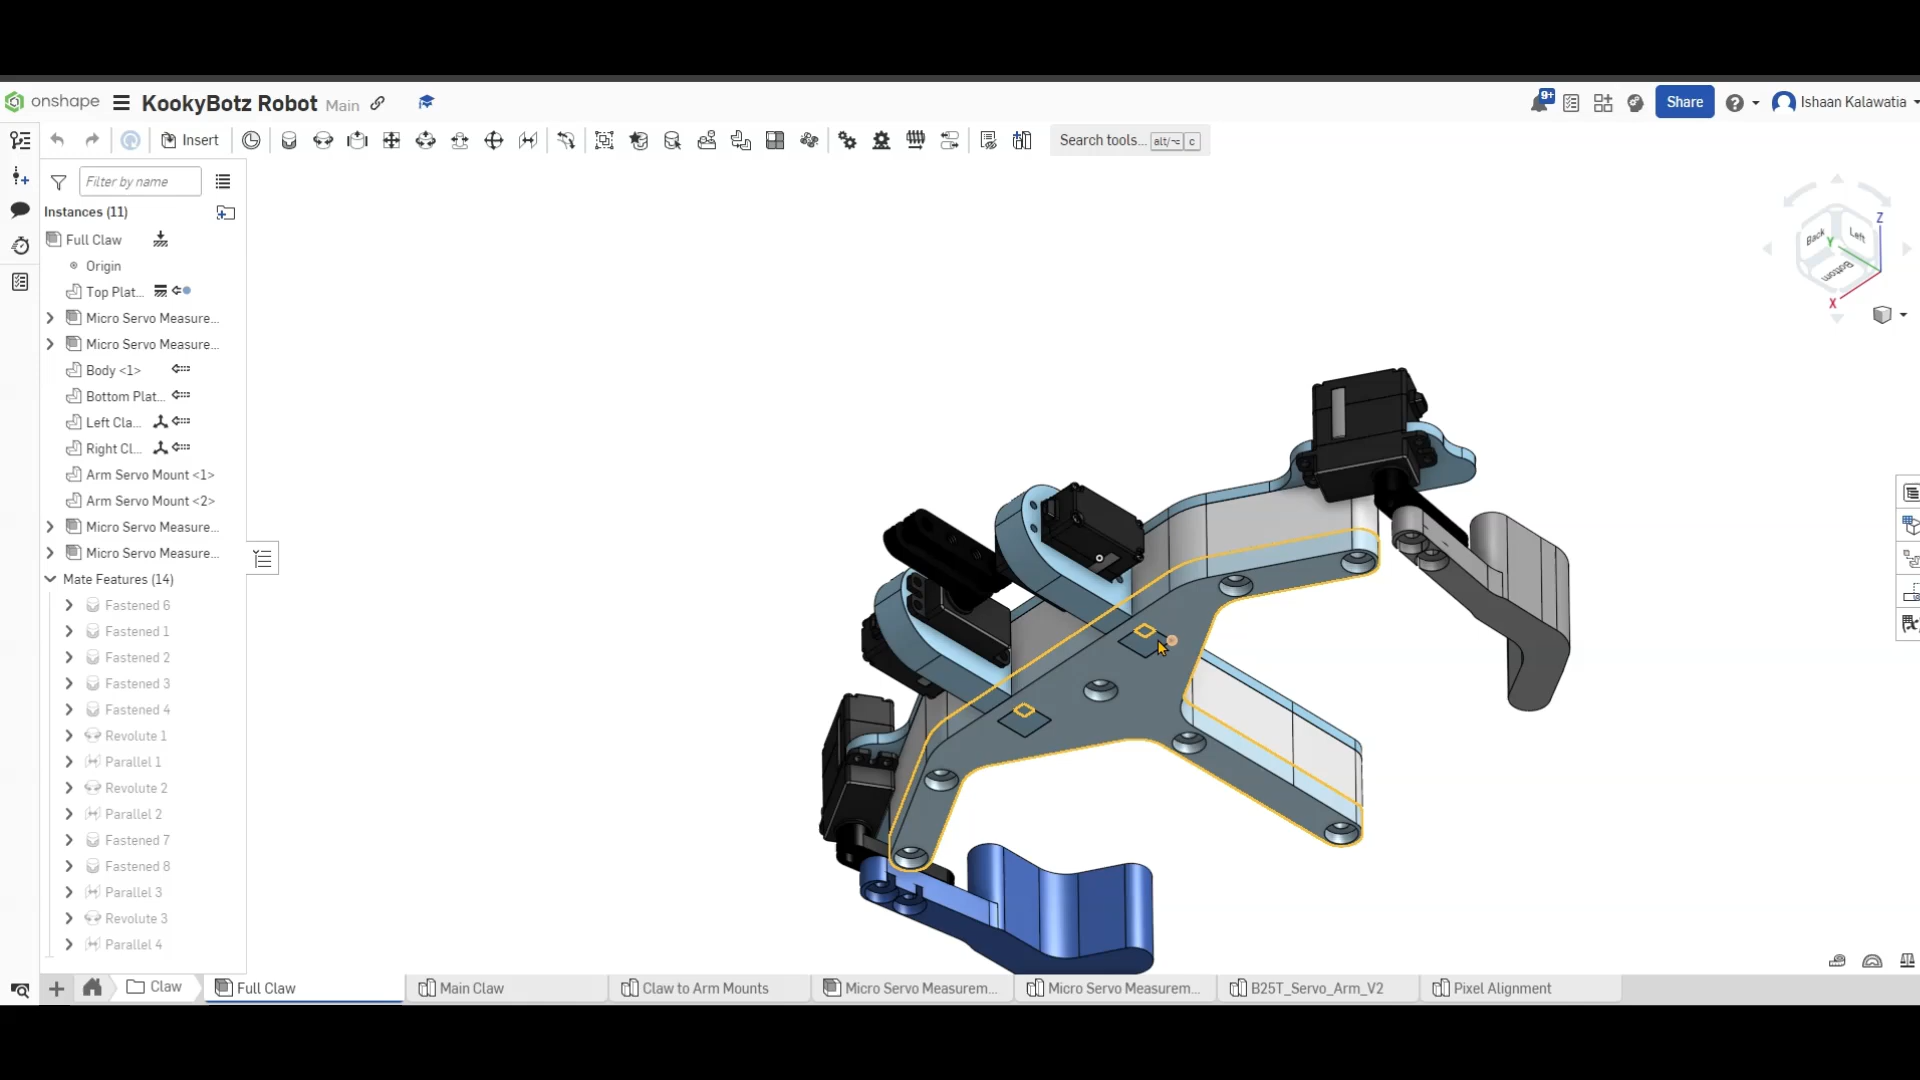 onshape KookyBotz Robot Main 9+ Share Ishaan Kalawatia
Insert Search tools... alt/⌥ c
Filter by name
Instances (11)
Full Claw
Origin
Top Plat...
Micro Servo Measure...
Micro Servo Measure...
Body <1>
Bottom Plat...
Left Cla...
Right Cl...
Arm Servo Mount <1>
Arm Servo Mount <2>
Micro Servo Measure...
Micro Servo Measure...
Mate Features (14)
Fastened 6
Fastened 1
Fastened 2
Fastened 3
Fastened 4
Revolute 1
Parallel 1
Revolute 2
Parallel 2
Fastened 7
Fastened 8
Parallel 3
Revolute 3
Parallel 4
Z
Back Left
Y
Bottom
X
Claw Full Claw Main Claw Claw to Arm Mounts Micro Servo Measurem... Micro Servo Measurem... B25T_Servo_Arm_V2 Pixel Alignment